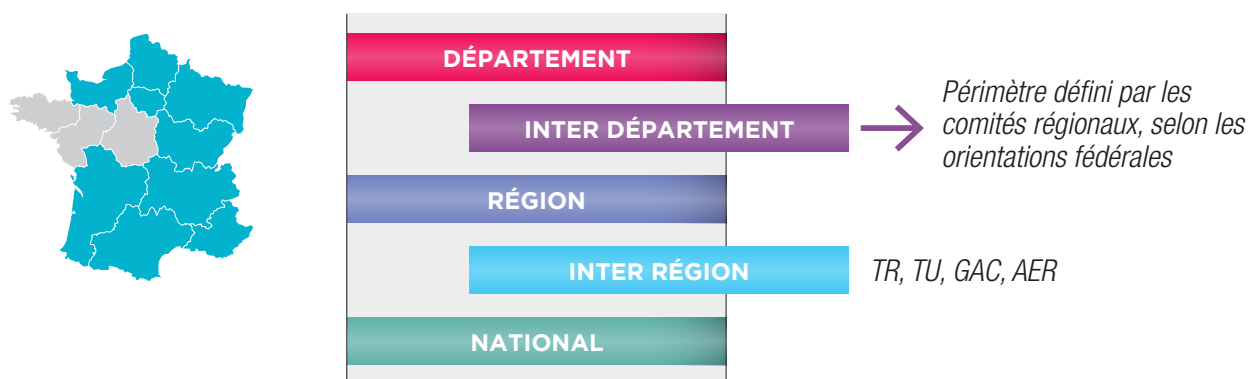 DÉPARTEMENT
INTER DÉPARTEMENT
Périmètre défini par les
comités régionaux, selon les
orientations fédérales
RÉGION
INTER RÉGION
TR, TU, GAC, AER
NATIONAL